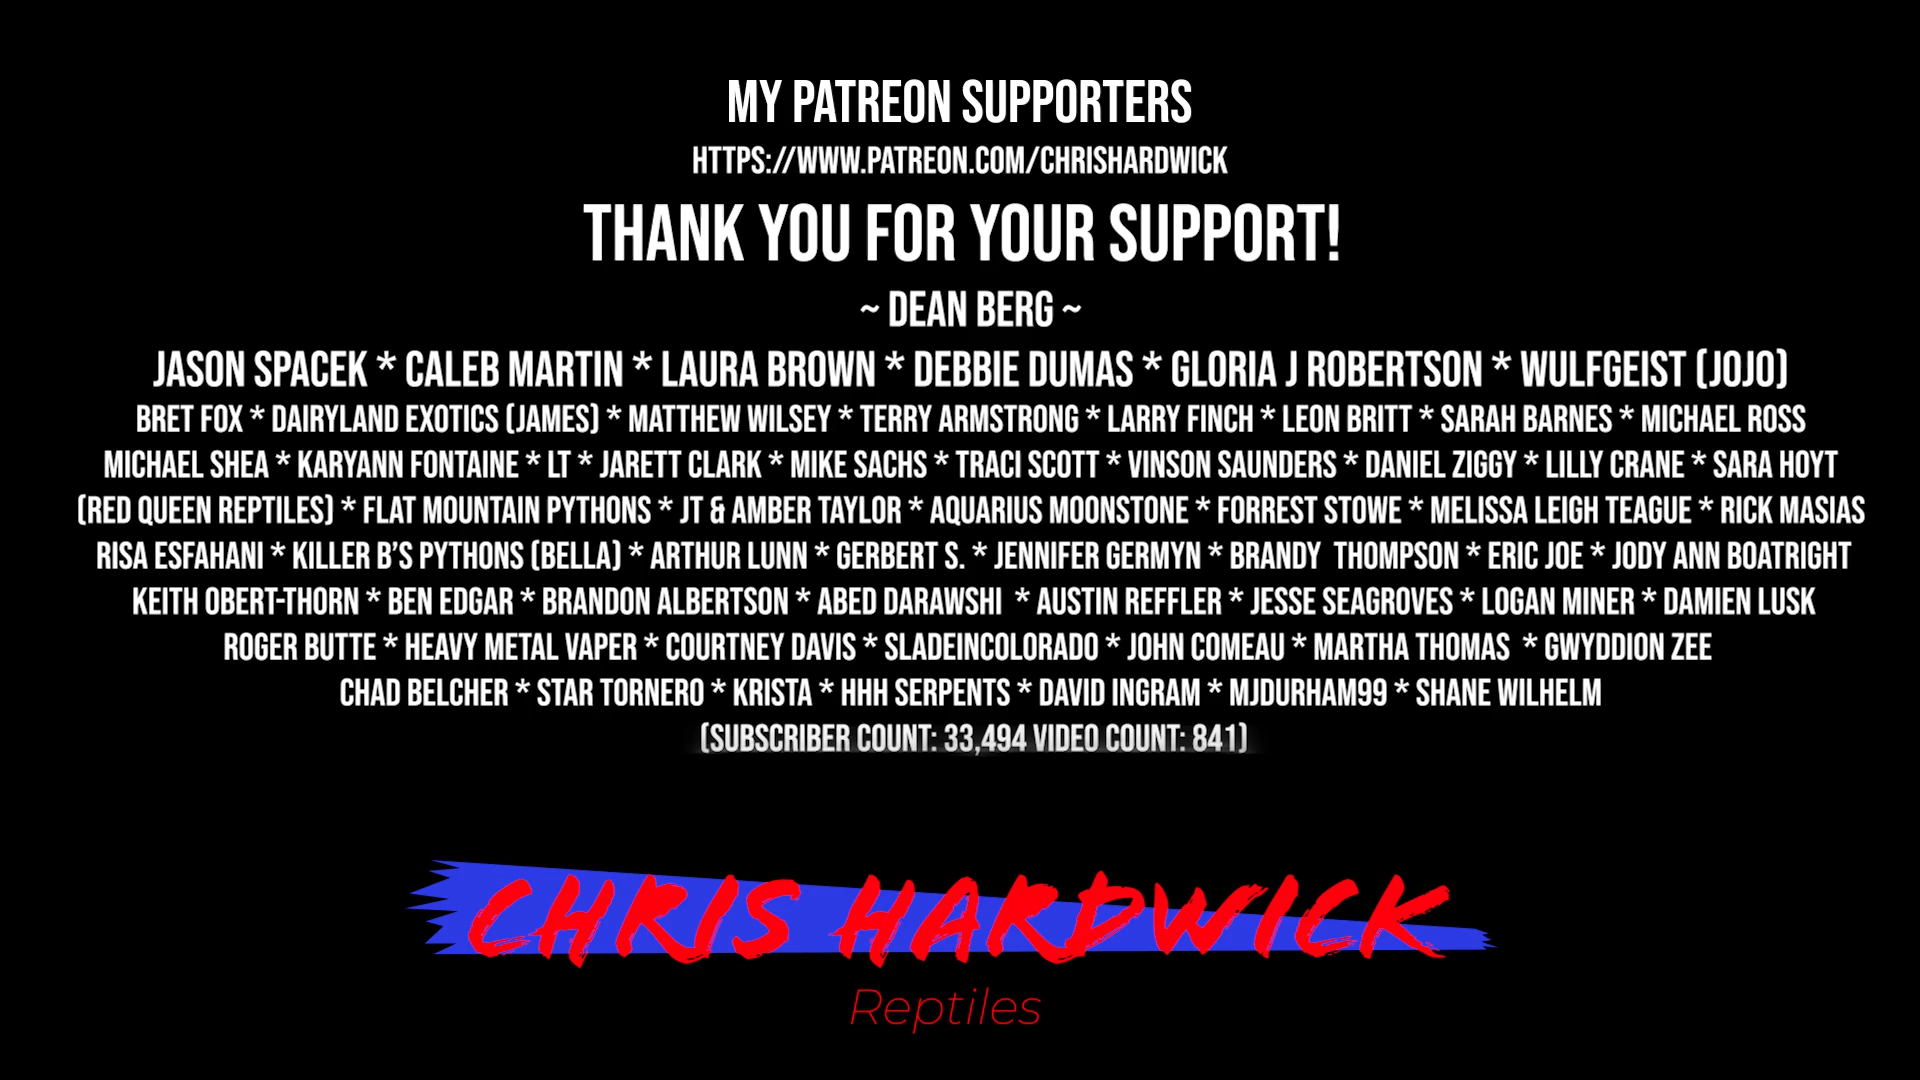 MY PATREON SUPPORTERS
HTTPS://WWW.PATREON.COM/CHRISHARDWICK
THANK YOU FOR YOUR SUPPORT!
~ DEAN BERG ~
JASON SPACEK * CALEB MARTIN * LAURA BROWN * DEBBIE DUMAS * GLORIA J ROBERTSON * WULFGEIST (JOJO)
BRET FOX * DAIRYLAND EXOTICS (JAMES) * MATTHEW WILSEY * TERRY ARMSTRONG * LARRY FINCH * LEON BRITT * SARAH BARNES * MICHAEL ROSS
MICHAEL SHEA * KARYANN FONTAINE * LT * JARETT CLARK * MIKE SACHS * TRACI SCOTT * VINSON SAUNDERS * DANIEL ZIGGY * LILLY CRANE * SARA HOYT
(RED QUEEN REPTILES) * FLAT MOUNTAIN PYTHONS * JT & AMBER TAYLOR * AQUARIUS MOONSTONE * FORREST STOWE * MELISSA LEIGH TEAGUE * RICK MASIAS
RISA ESFAHANI * KILLER B'S PYTHONS (BELLA) * ARTHUR LUNN * GERBERT S. * JENNIFER GERMYN * BRANDY THOMPSON * ERIC JOE * JODY ANN BOATRIGHT
KEITH OBERT-THORN * BEN EDGAR * BRANDON ALBERTSON * ABED DARAWSHI * AUSTIN REFFLER * JESSE SEAGROVES * LOGAN MINER * DAMIEN LUSK
ROGER BUTTE * HEAVY METAL VAPER * COURTNEY DAVIS * SLADEINCOLORADO * JOHN COMEAU * MARTHA THOMAS * GWYDDION ZEE
CHAD BELCHER * STAR TORNERO * KRISTA * HHH SERPENTS * DAVID INGRAM * MJDURHAM99 * SHANE WILHELM
(SUBSCRIBER COUNT: 33,494 VIDEO COUNT: 841)
CHRIS HARDWICK
Reptiles